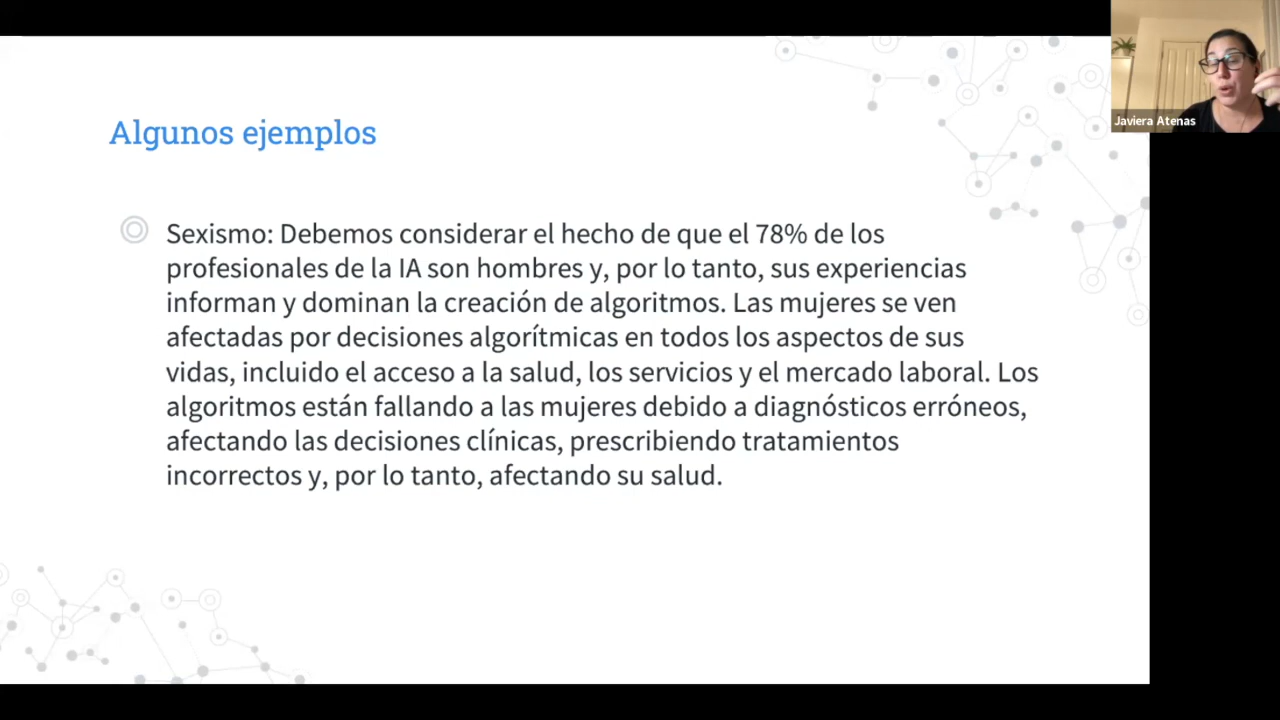 Algunos ejemplos
Sexismo: Debemos considerar el hecho de que el 78% de los
profesionales de la IA son hombres y, por lo tanto, sus experiencias
informan y dominan la creación de algoritmos. Las mujeres se ven
afectadas por decisiones algorítmicas en todos los aspectos de sus
vidas, incluido el acceso a la salud, los servicios y el mercado laboral. Los
algoritmos están fallando a las mujeres debido a diagnósticos erróneos,
afectando las decisiones clínicas, prescribiendo tratamientos
incorrectos y, por lo tanto, afectando su salud.
Javiera Atenas